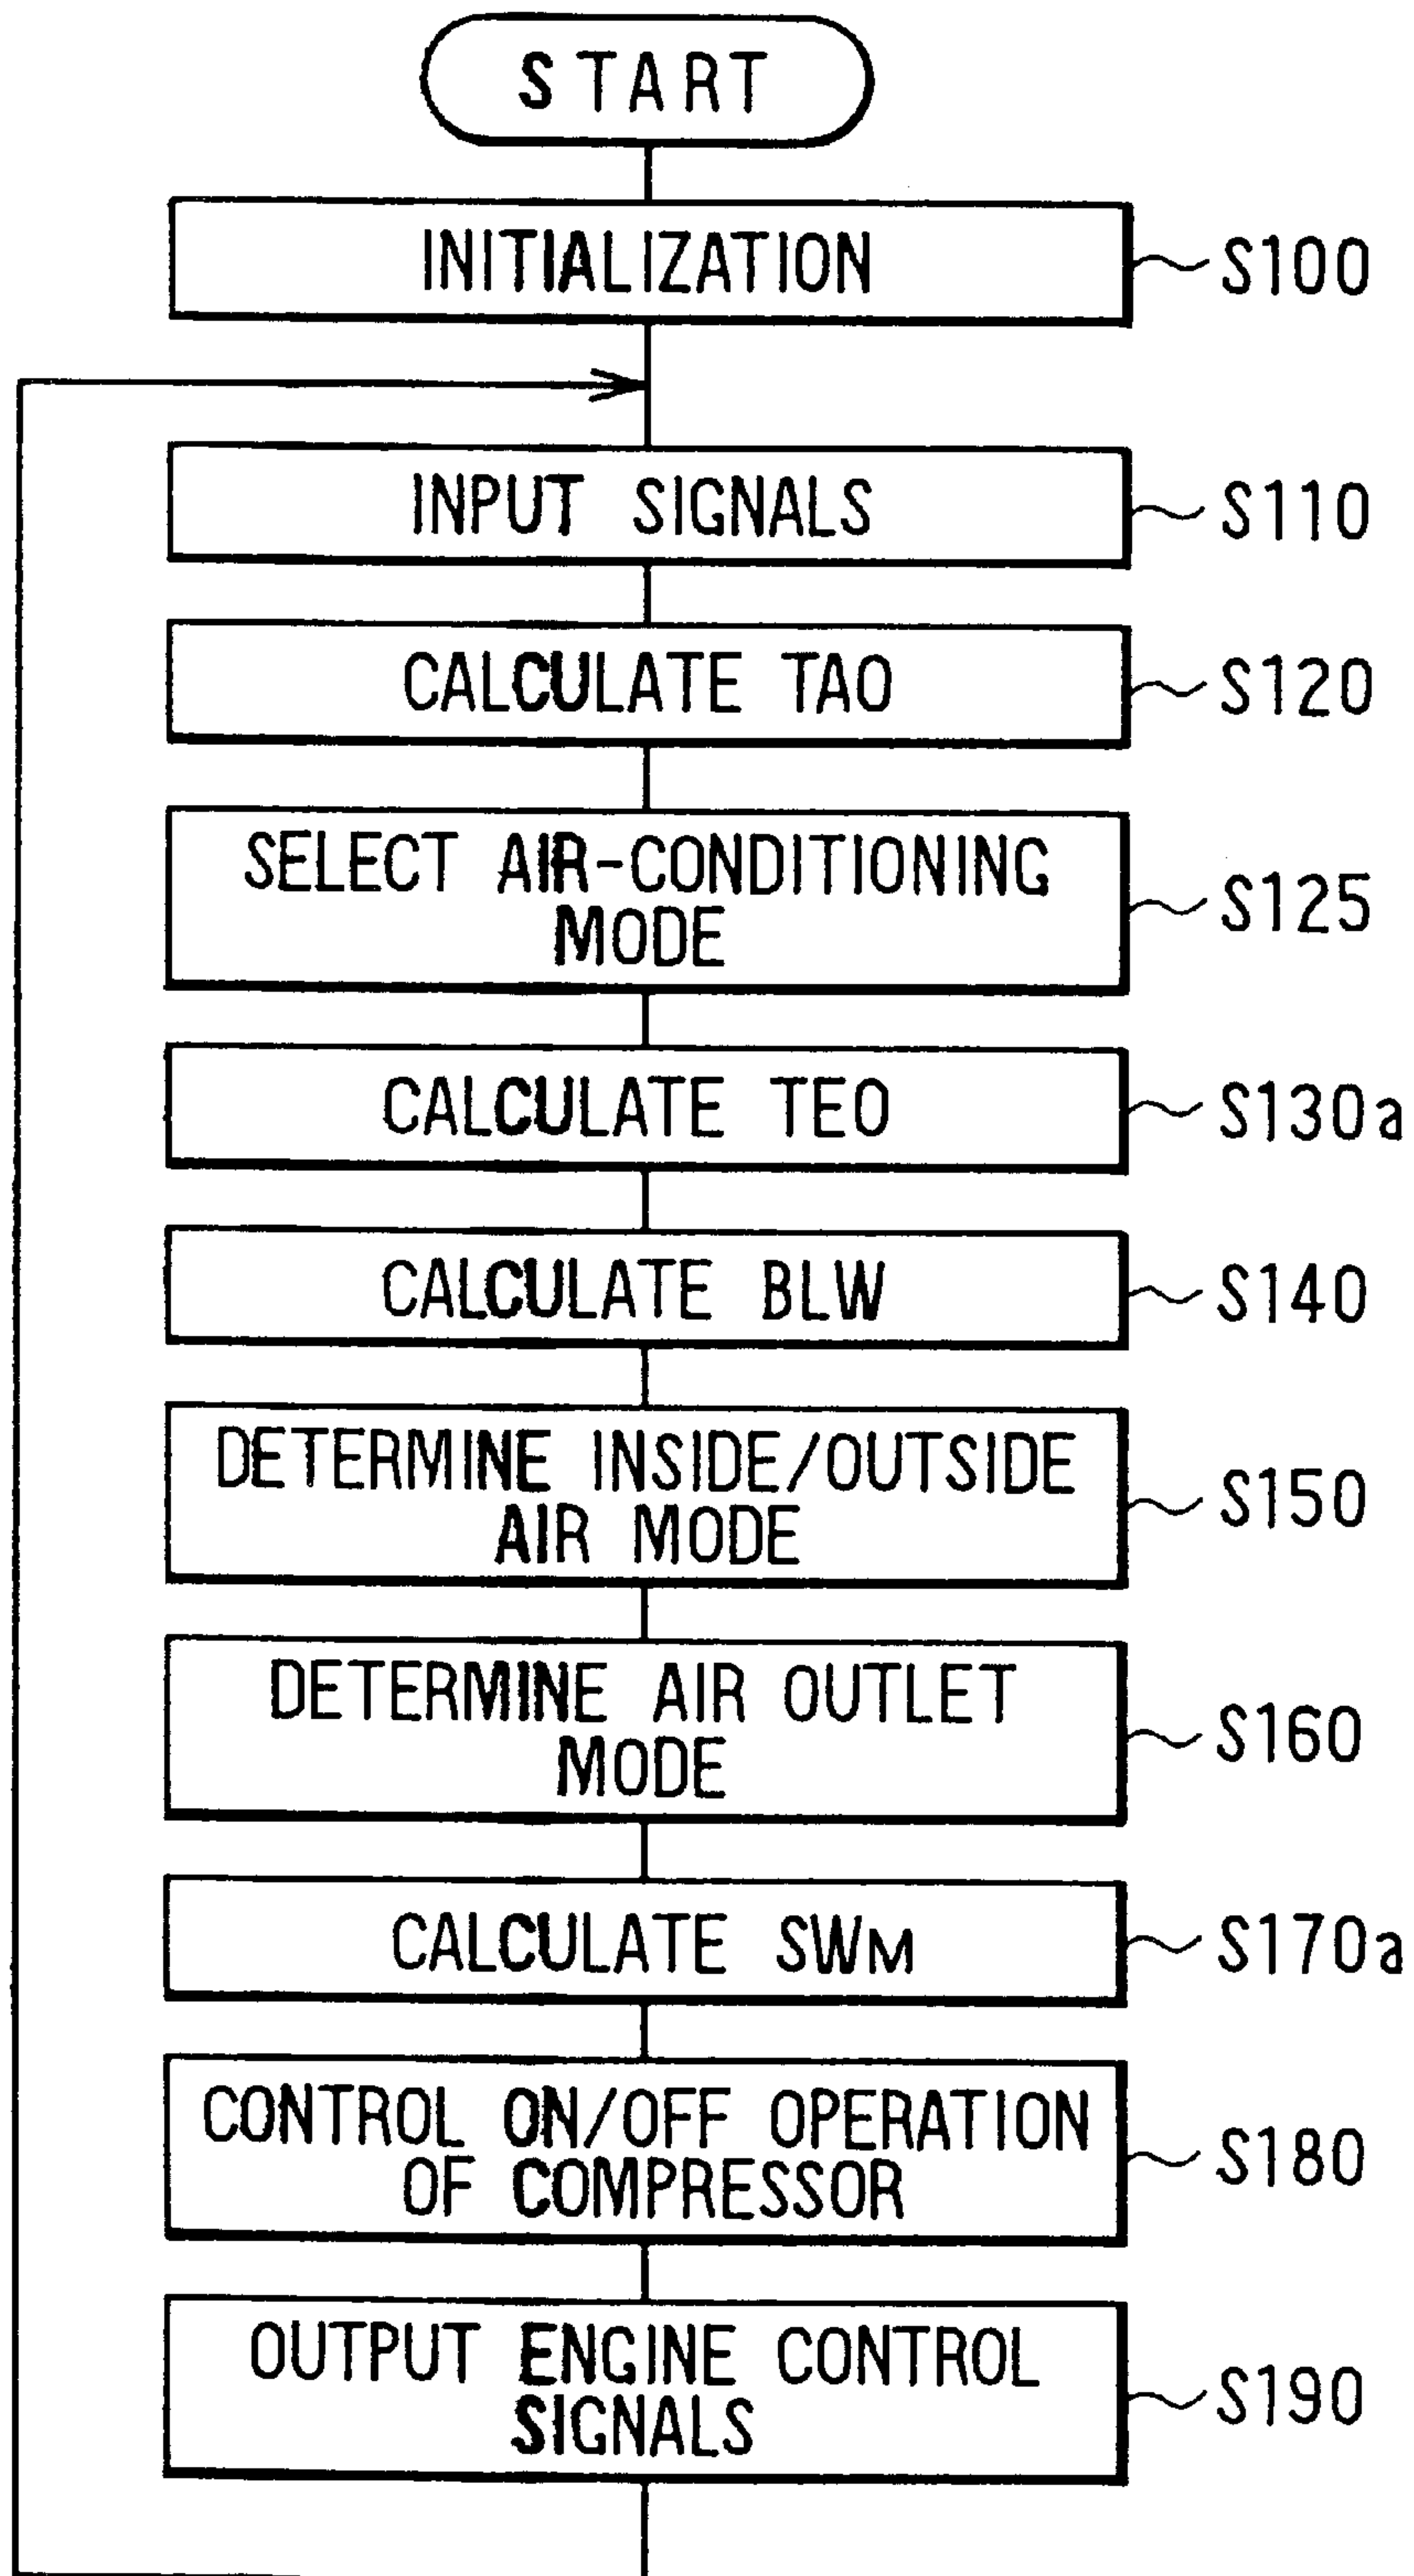 START
INITIALIZATION
S100
INPUT SIGNALS
S110
CALCULATE TAO
S120
SELECT AIR-CONDITIONING
MODE
S125
CALCULATE TEO
S130a
CALCULATE BLW
S140
DETERMINE INSIDE/OUTSIDE
AIR MODE
S150
DETERMINE AIR OUTLET
MODE
S160
CALCULATE SWM
S170a
CONTROL ON/OFF OPERATION
OF COMPRESSOR
S180
OUTPUT ENGINE CONTROL
SIGNALS
S190